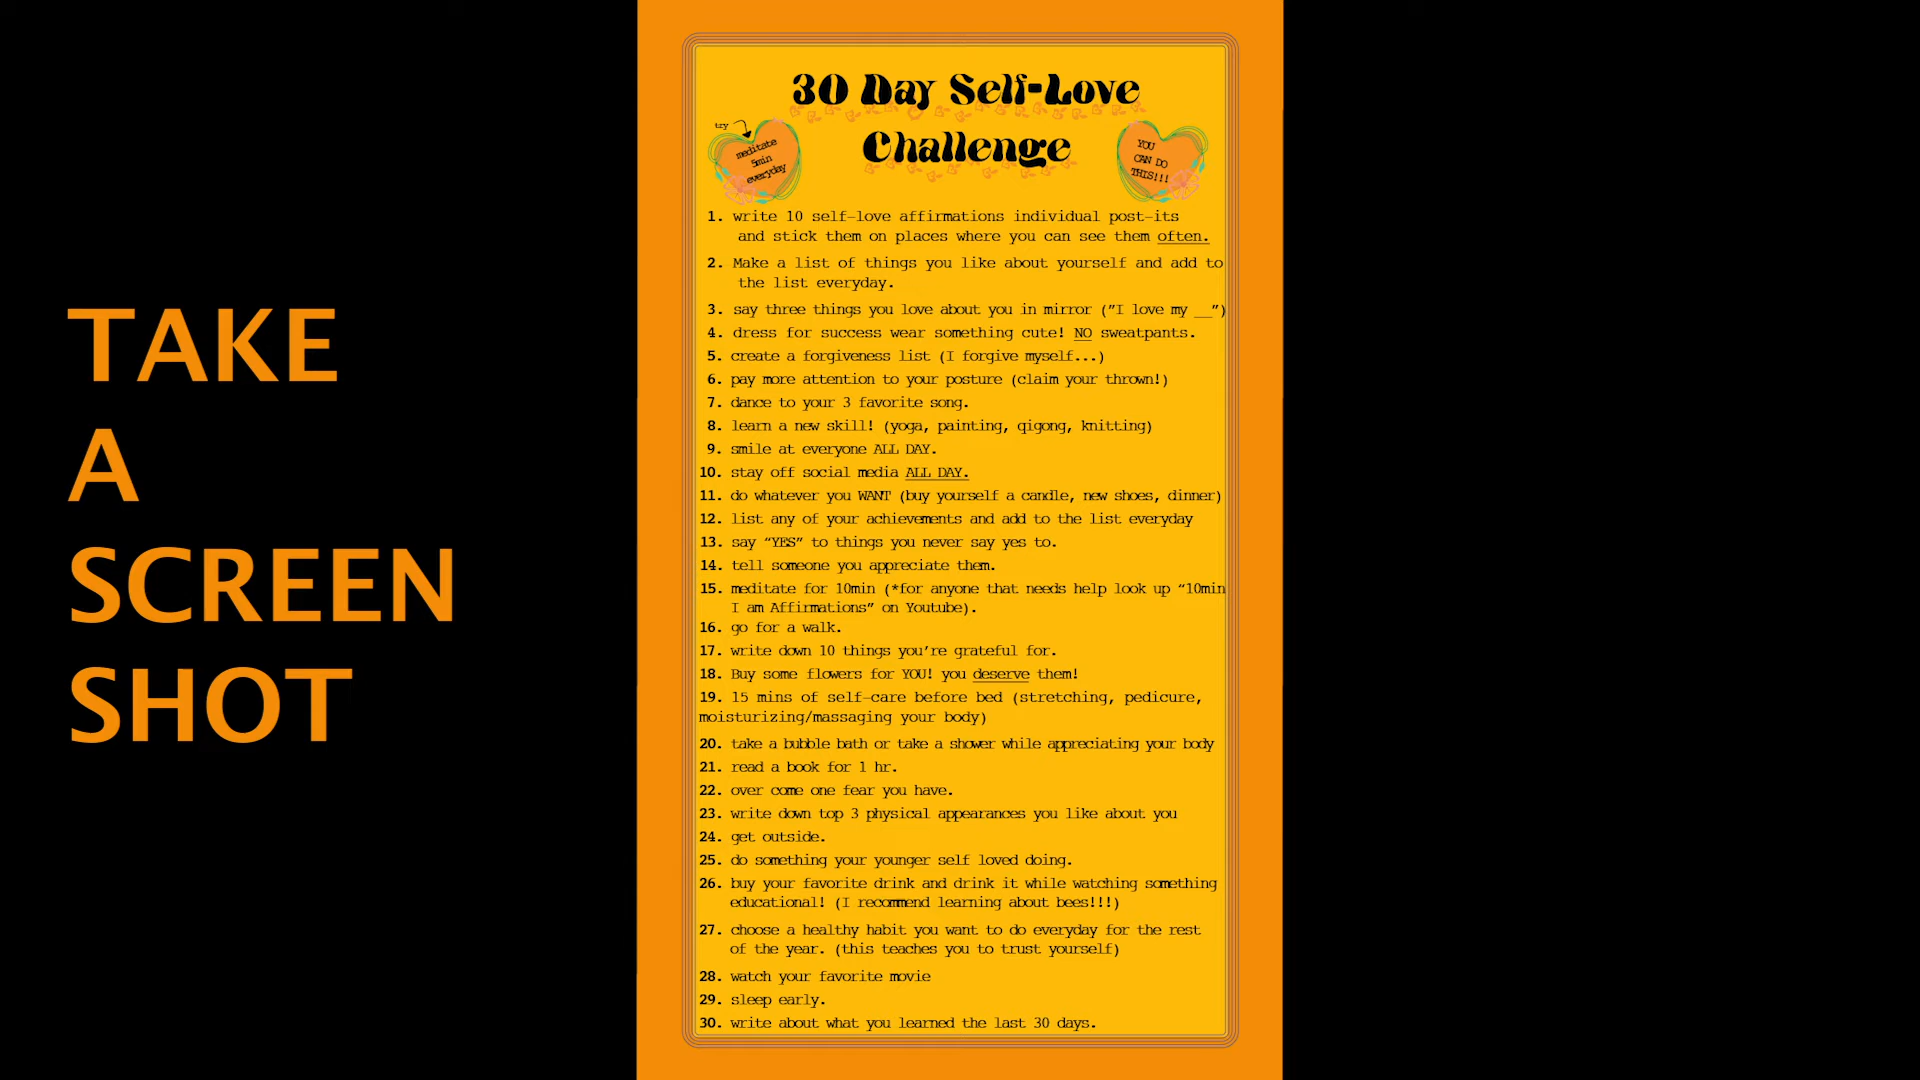 TAKE
A
SCREEN
SHOT
30 Day Self-Love
Challenge
try
meditate
5min
everyday
YOU
CAN DO
THIS!!!
1. write 10 self-love affirmations individual post-its
and stick them on places where you can see them often.
2. Make a list of things you like about yourself and add to
the list everyday.
3. say three things you love about you in mirror ("I love my __")
4. dress for success wear something cute! NO sweatpants.
5. create a forgiveness list (I forgive myself...)
6. pay more attention to your posture (claim your thrown!)
7. dance to your 3 favorite song.
8. learn a new skill! (yoga, painting, qigong, knitting)
9. smile at everyone ALL DAY.
10. stay off social media ALL DAY.
11. do whatever you WANT (buy yourself a candle, new shoes, dinner)
12. list any of your achievements and add to the list everyday
13. say “YES” to things you never say yes to.
14. tell someone you appreciate them.
15. meditate for 10min (*for anyone that needs help look up “10min
I am Affirmations” on Youtube).
16. go for a walk.
17. write down 10 things you’re grateful for.
18. Buy some flowers for YOU! you deserve them!
19. 15 mins of self-care before bed (stretching, pedicure,
moisturizing/massaging your body)
20. take a bubble bath or take a shower while appreciating your body
21. read a book for 1 hr.
22. over come one fear you have.
23. write down top 3 physical appearances you like about you
24. get outside.
25. do something your younger self loved doing.
26. buy your favorite drink and drink it while watching something
educational! (I recommend learning about bees!!!)
27. choose a healthy habit you want to do everyday for the rest
of the year. (this teaches you to trust yourself)
28. watch your favorite movie
29. sleep early.
30. write about what you learned the last 30 days.